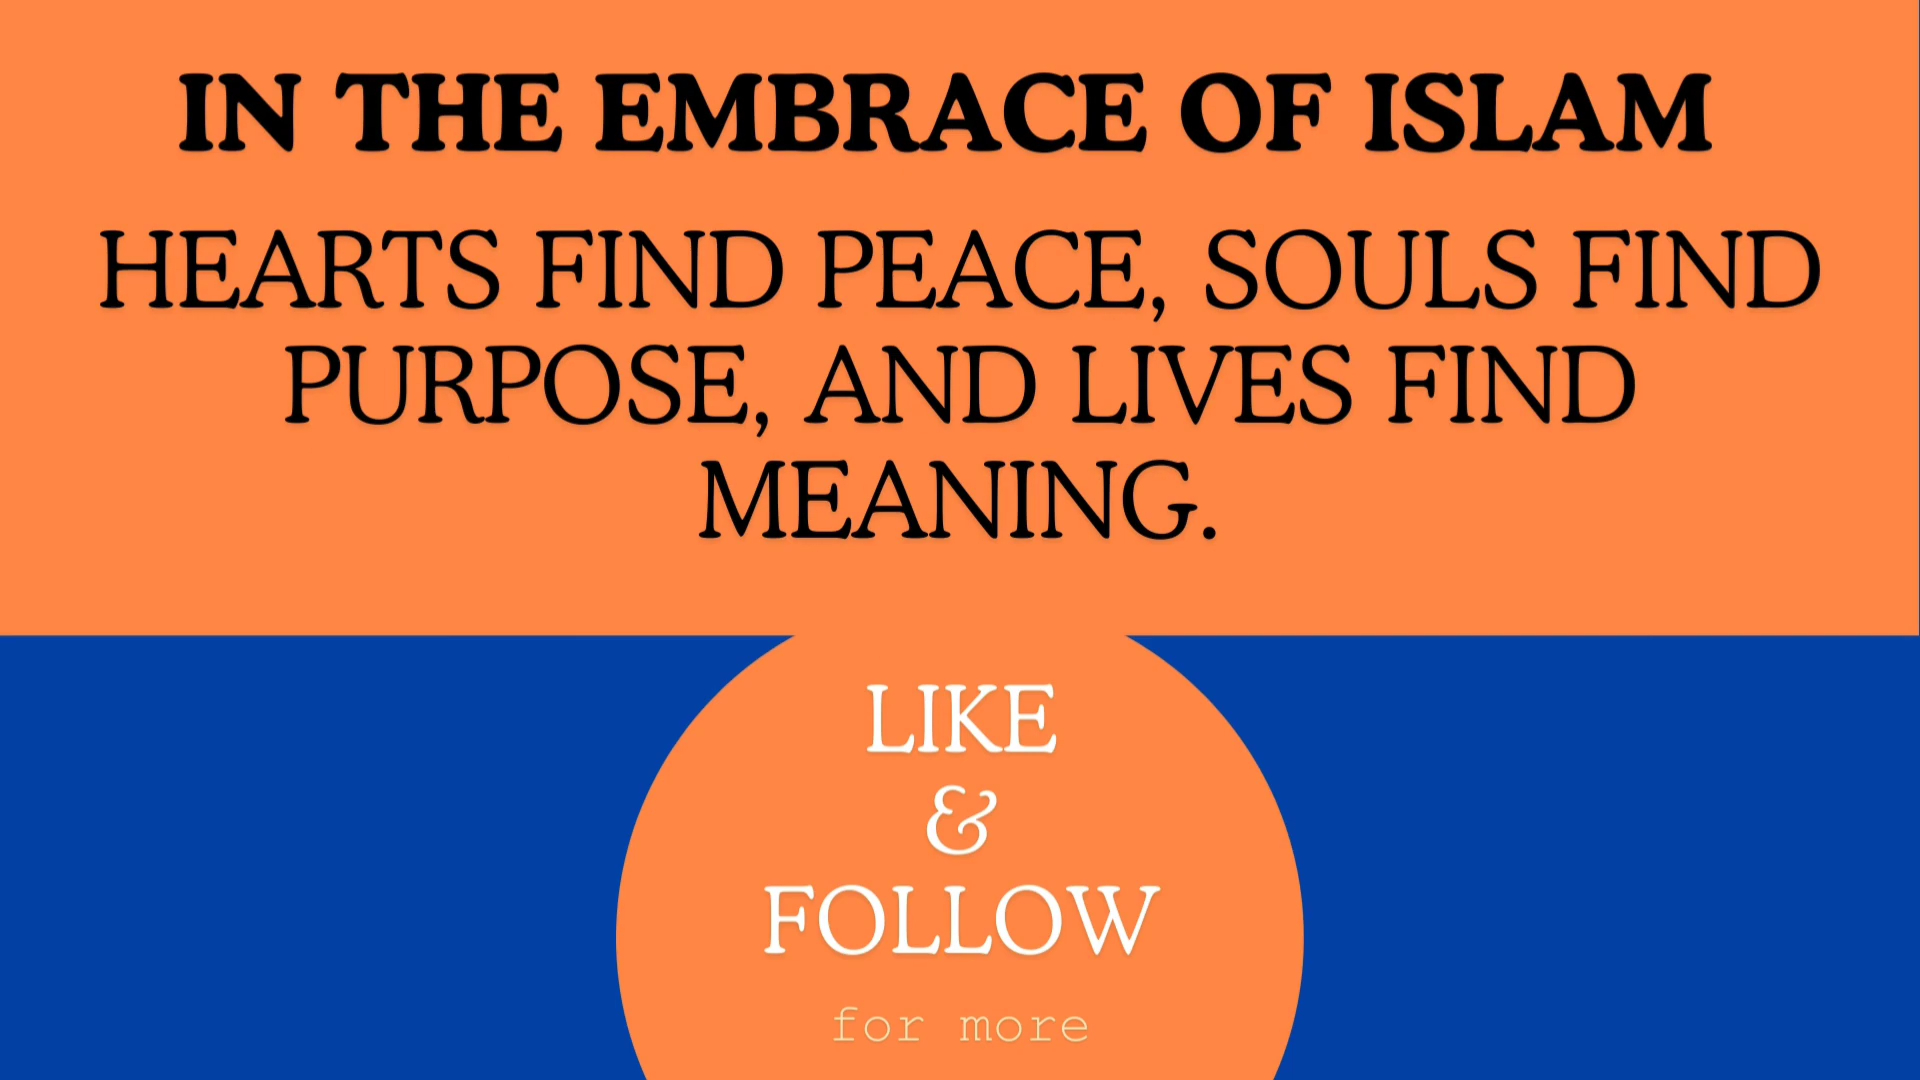 IN THE EMBRACE OF ISLAM
HEARTS FIND PEACE, SOULS FIND
PURPOSE, AND LIVES FIND
MEANING.
LIKE
&
FOLLOW
for more